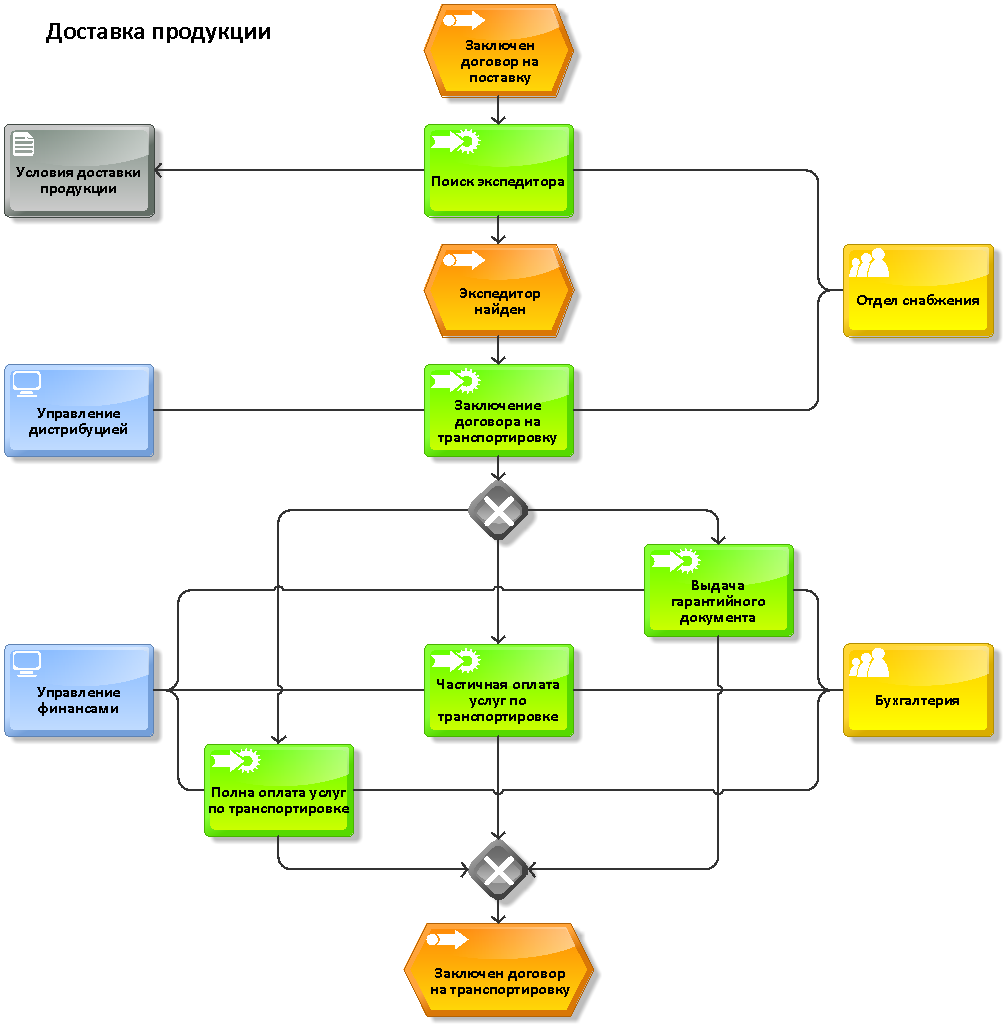 Доставка продукции
Заключен
договор на
поставку
Условия доставки
продукции
Поиск экспедитора
Экспедитор
найден
Отдел снабжения
Управление
дистрибуцией
Заключение
договора на
транспортировку
Выдача
гарантийного
документа
Управление
финансами
Частичная оплата
услуг по
транспортировке
Бухгалтерия
Полна оплата услуг
по транспортировке
Заключен договор
на транспортировку